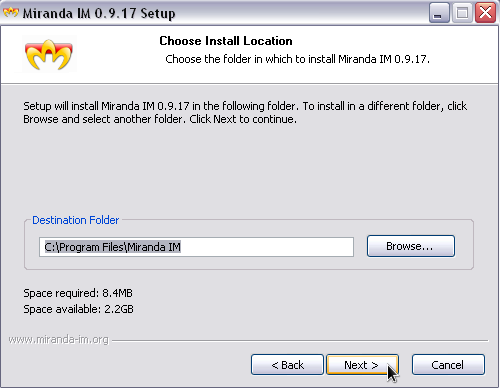 Miranda IM 0.9.17 Setup
Choose Install Location
Choose the folder in which to install Miranda IM 0.9.17.
Setup will install Miranda IM 0.9.17 in the following folder. To install in a different folder, click
Browse and select another folder. Click Next to continue.
Destination Folder
C:\Program Files\Miranda IM
Browse...
Space required: 8.4MB
Space available: 2.2GB
www.miranda-im.org
< Back
Next >
Cancel